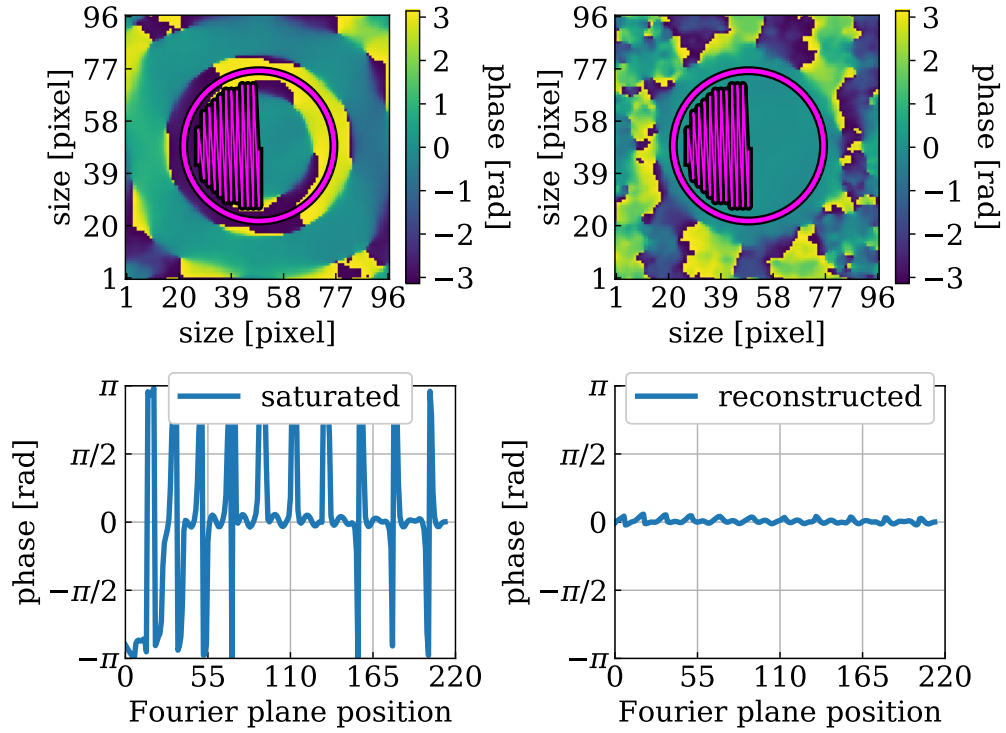 96
77
58
39
20
1
size [pixel]
1 20 39 58 77 96
size [pixel]
3
2
1
0
−1
−2
−3
phase [rad]
96
77
58
39
20
1
size [pixel]
1 20 39 58 77 96
size [pixel]
3
2
1
0
−1
−2
−3
phase [rad]
saturated
π
π/2
0
−π/2
−π
phase [rad]
0 55 110 165 220
Fourier plane position
reconstructed
π
π/2
0
−π/2
−π
phase [rad]
0 55 110 165 220
Fourier plane position